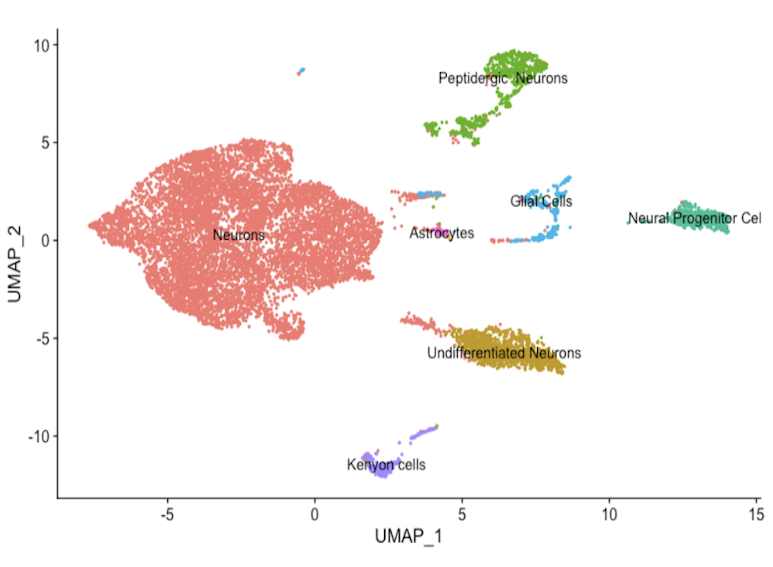 10
5
0
-5
-10
UMAP_2
Peptidergic Neurons
Glial Cells
Neural Progenitor Cel
Neurons
Astrocytes
Undifferentiated Neurons
Kenyon cells
-5
0
5
10
15
UMAP_1